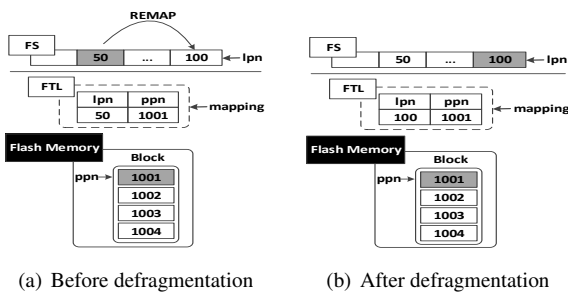 REMAP
FS
50 ... 100 lpn
FTL
lpn ppn
50 1001
mapping
Flash Memory
Block
ppn 1001
1002
1003
1004
(a) Before defragmentation
FS
50 ... 100 lpn
FTL
lpn ppn
100 1001
mapping
Flash Memory
Block
ppn 1001
1002
1003
1004
(b) After defragmentation